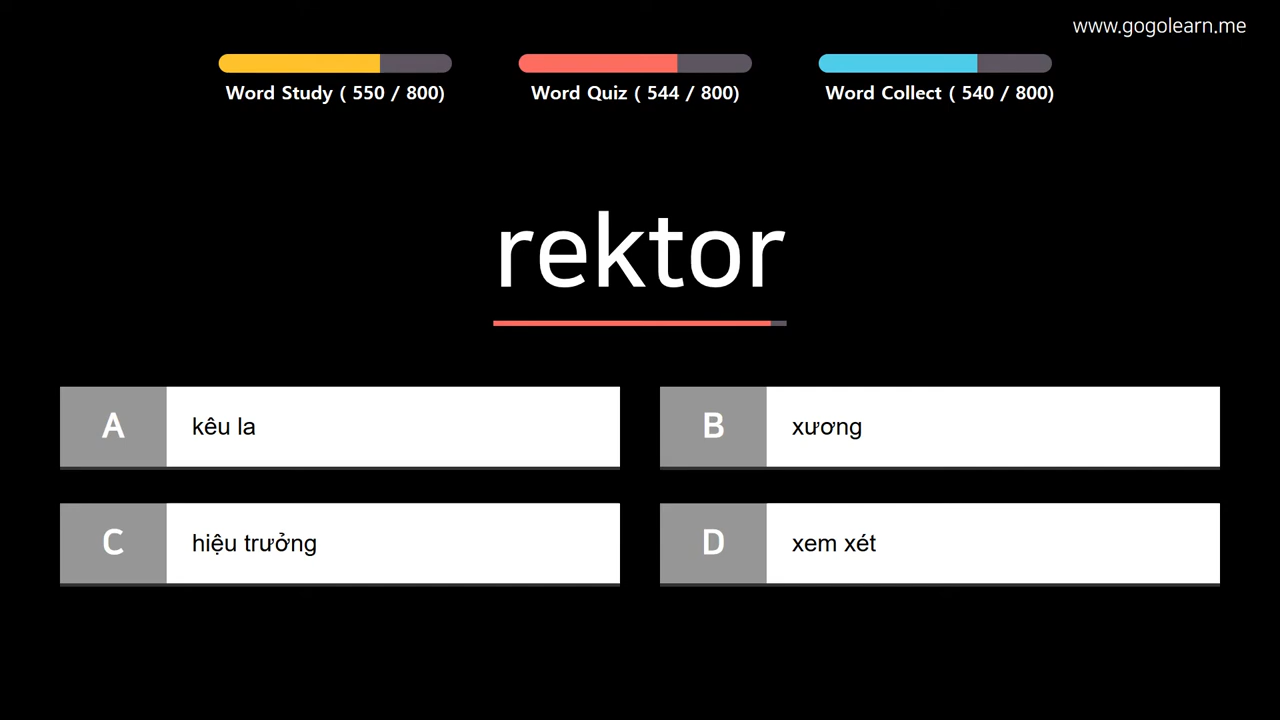 www.gogolearn.me
Word Study ( 550 / 800)
Word Quiz ( 544 / 800)
Word Collect ( 540 / 800)
rektor
A kêu la
B xương
C hiệu trưởng
D xem xét